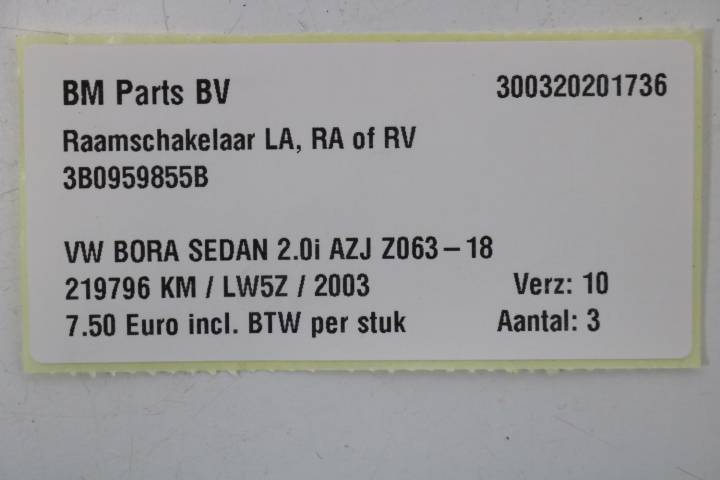 BM Parts BV 300320201736
Raamschakelaar LA, RA of RV
3B0959855B
VW BORA SEDAN 2.0i AZJ Z063-18
219796 KM / LW5Z / 2003 Verz: 10
7.50 Euro incl. BTW per stuk Aantal: 3